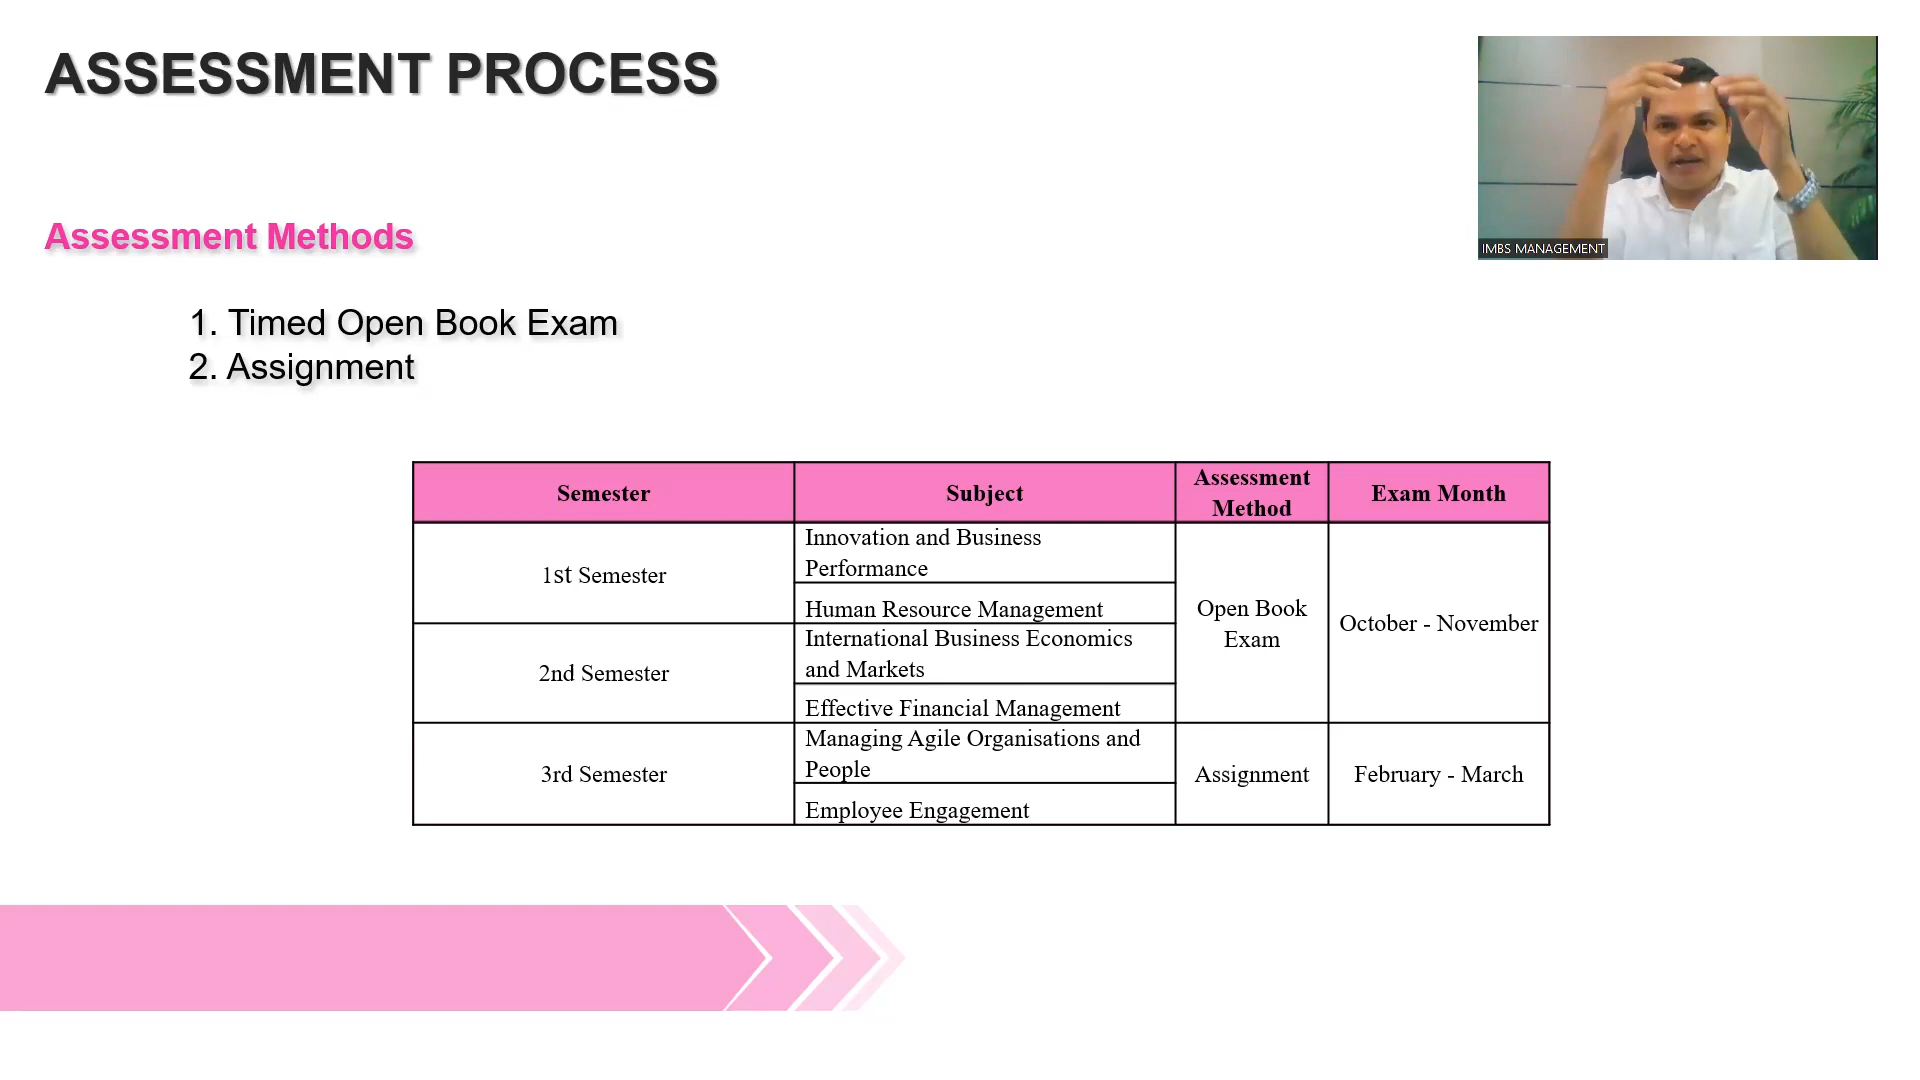 ASSESSMENT PROCESS
IMBS MANAGEMENT
Assessment Methods
1. Timed Open Book Exam
2. Assignment
Semester
Subject
Assessment
Method
Exam Month
1st Semester
Innovation and Business
Performance
Human Resource Management
Open Book
Exam
October - November
2nd Semester
International Business Economics
and Markets
Effective Financial Management
3rd Semester
Managing Agile Organisations and
People
Employee Engagement
Assignment
February - March